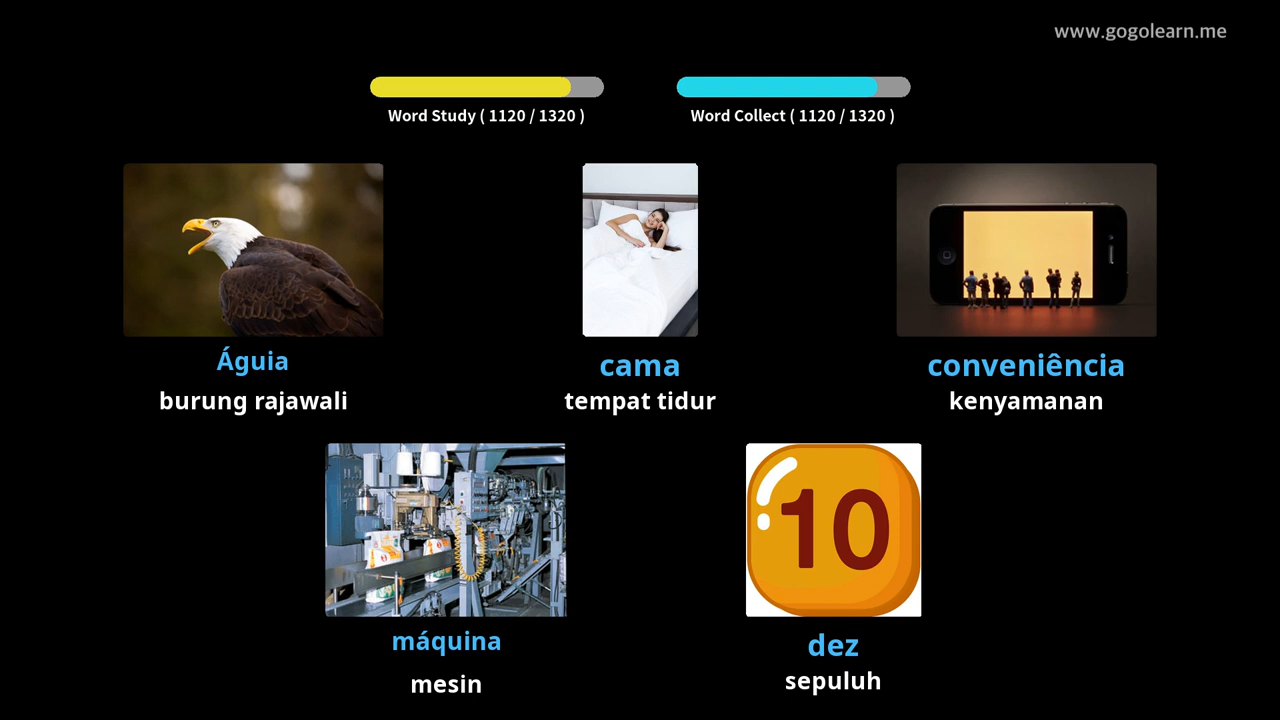 www.gogolearn.me
Word Study ( 1120 / 1320 )
Word Collect ( 1120 / 1320 )
Águia
burung rajawali
cama
tempat tidur
conveniência
kenyamanan
máquina
mesin
10
dez
sepuluh